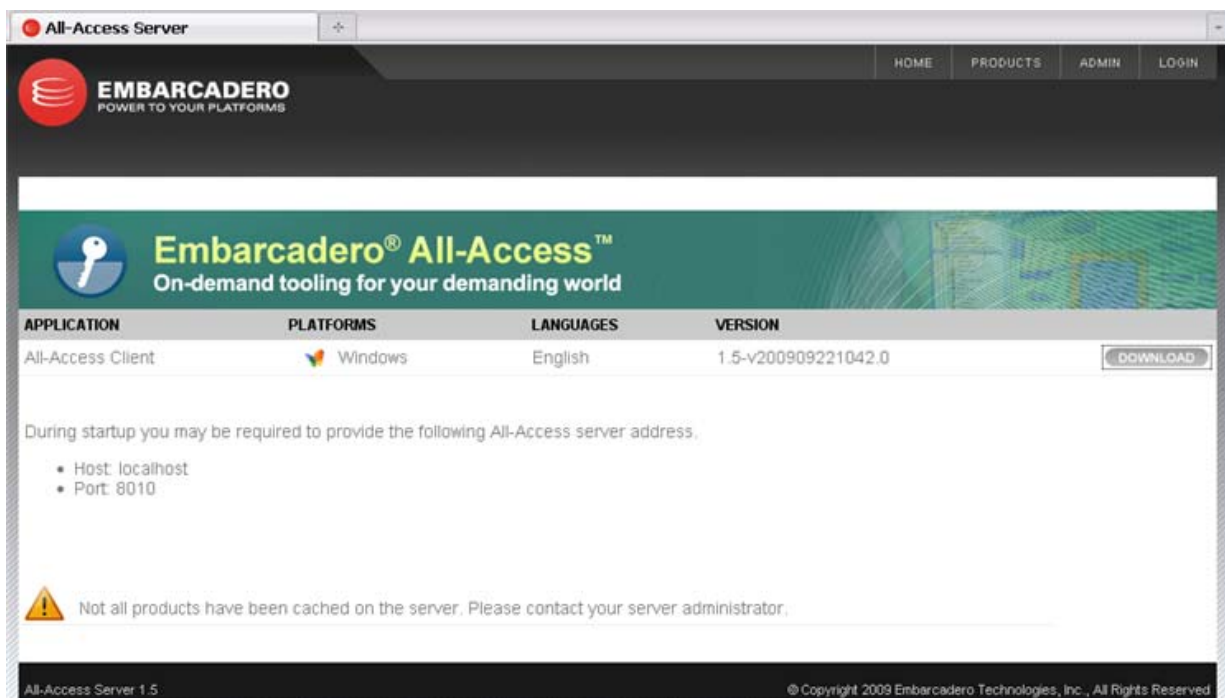 All-Access Server
HOME PRODUCTS ADMIN LOGIN
EMBARCADERO
POWER TO YOUR PLATFORMS
Embarcadero® All-Access™
On-demand tooling for your demanding world
APPLICATION PLATFORMS LANGUAGES VERSION
All-Access Client Windows English 1.5-v200909221042.0 DOWNLOAD
During startup you may be required to provide the following All-Access server address.
• Host: localhost
• Port: 8010
Not all products have been cached on the server. Please contact your server administrator.
All-Access Server 1.5 © Copyright 2009 Embarcadero Technologies, Inc., All Rights Reserved